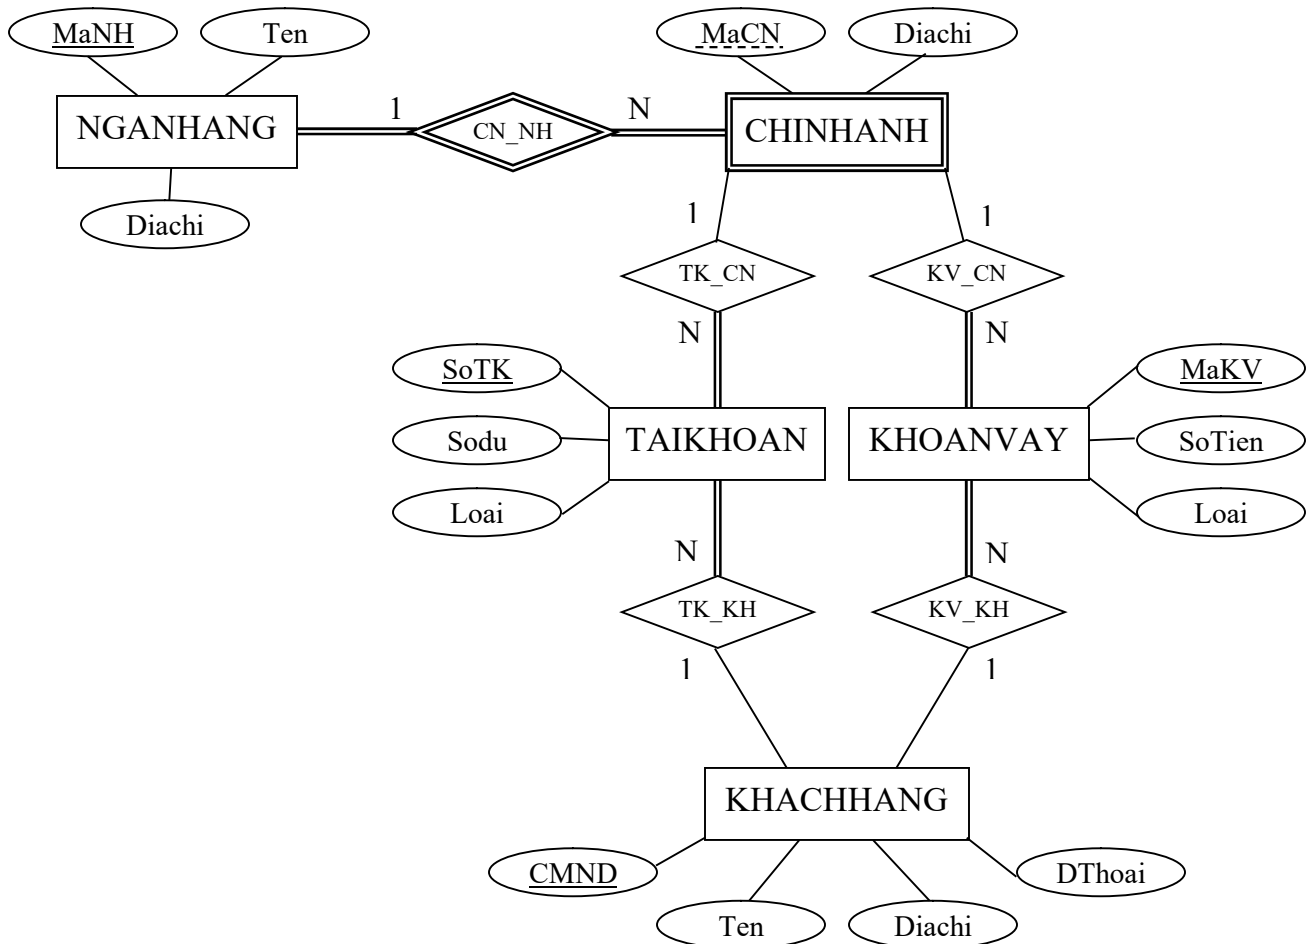 MaNH
Ten
MaCN
Diachi
NGANHANG
1
CN_NH
N
CHINHANH
Diachi
1
1
TK_CN
KV_CN
N
N
SoTK
MaKV
Sodu
TAIKHOAN
KHOANVAY
SoTien
Loai
Loai
N
N
TK_KH
KV_KH
1
1
KHACHHANG
CMND
DThoai
Ten
Diachi